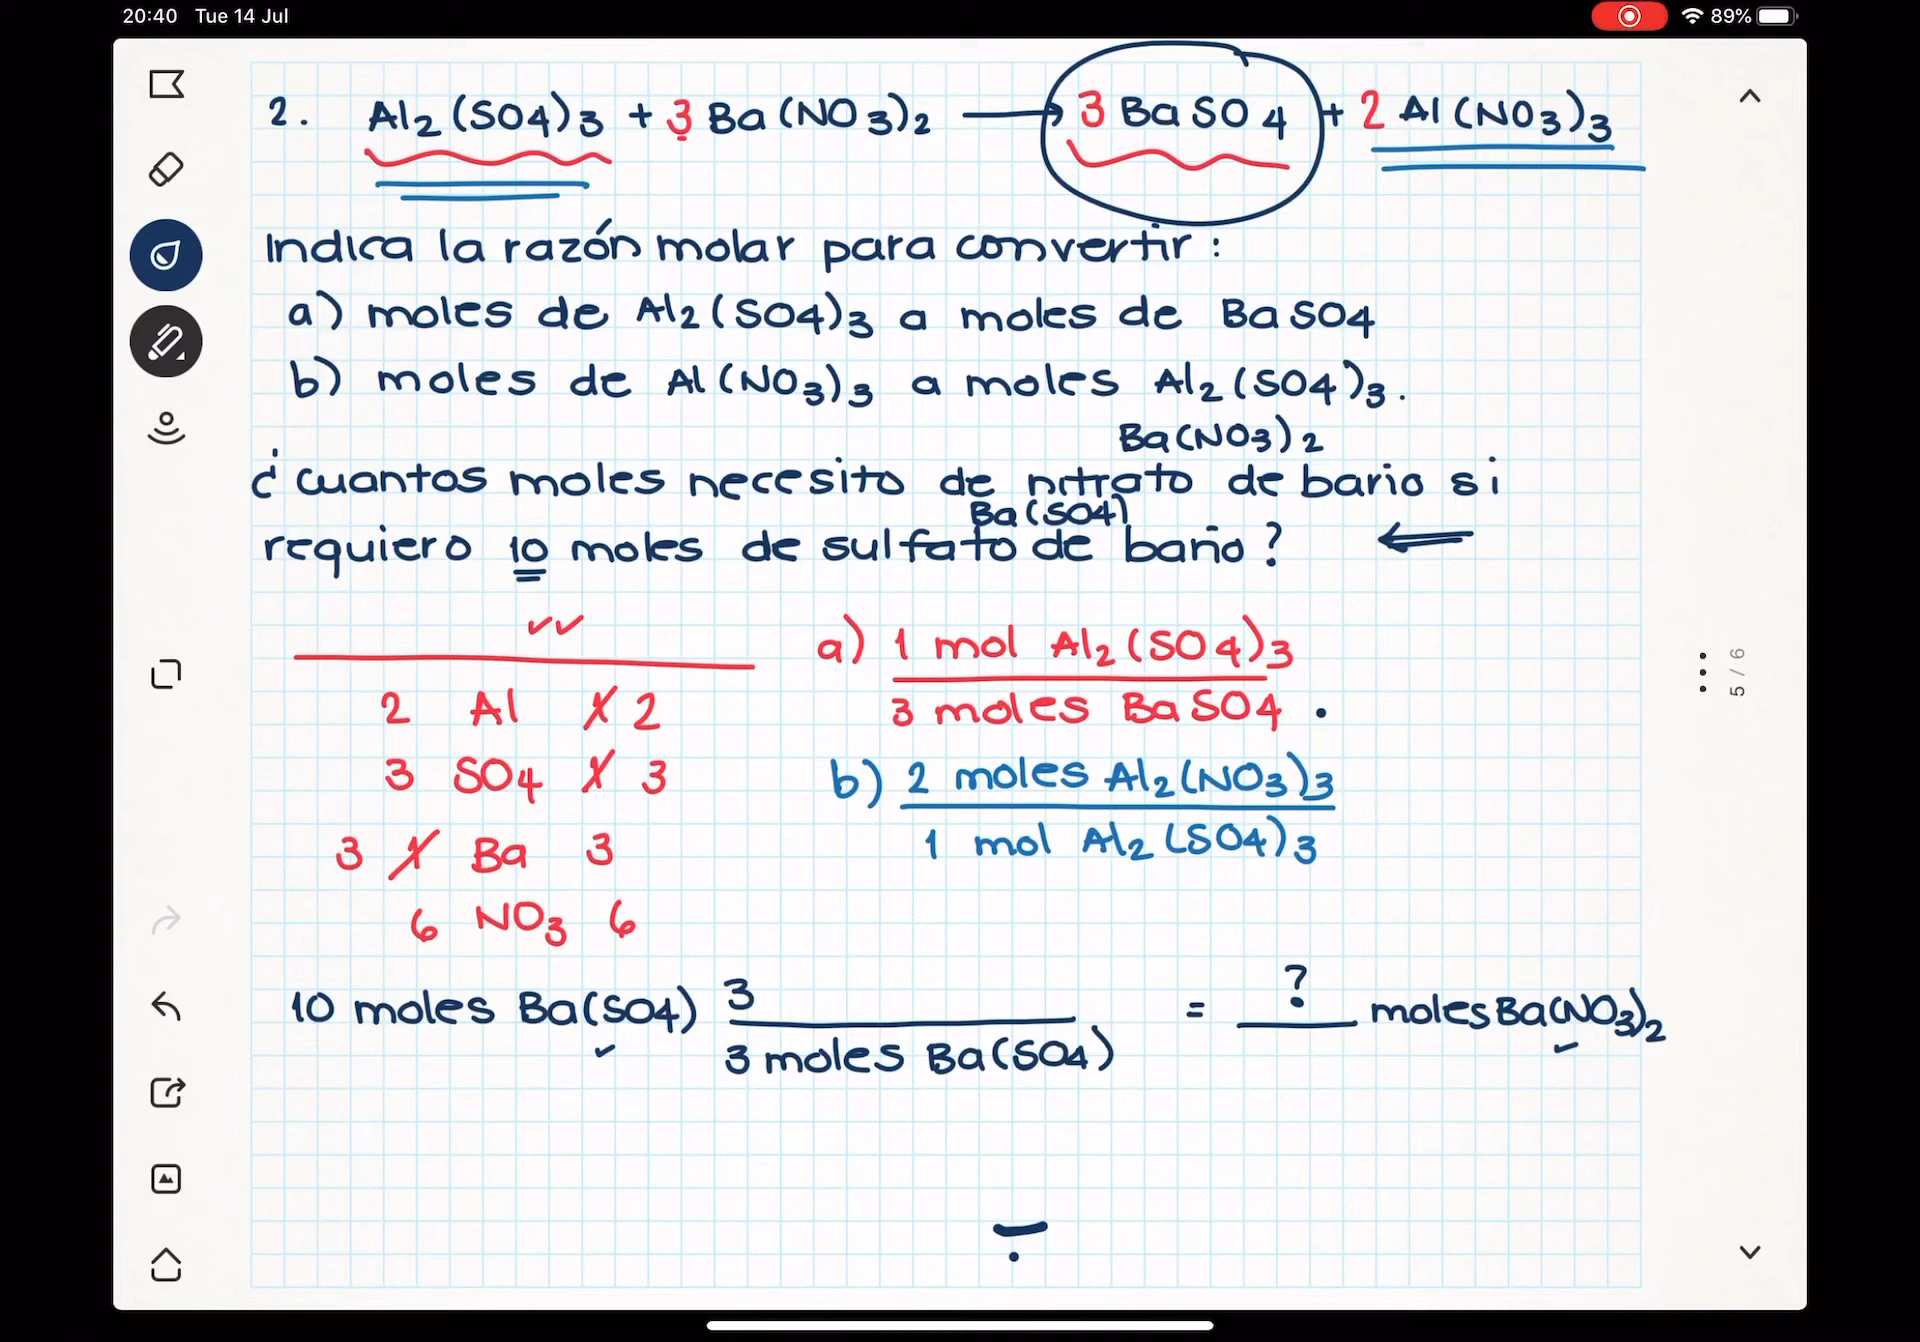 20:40 Tue 14 Jul 89%
2. Al2(SO4)3 + 3 Ba(NO3)2 → 3 BaSO4 + 2 Al(NO3)3
Indica la razón molar para convertir:
a) moles de Al2(SO4)3 a moles de BaSO4
b) moles de Al(NO3)3 a moles Al2(SO4)3.
Ba(NO3)2
¿cuantos moles necesito de nitrato de bario si
Ba(SO4)
requiero 10 moles de sulfato de bario?
2 Al 1 2
3 SO4 1 3
3 1 Ba 3
6 NO3 6
a) 1 mol Al2(SO4)3
3 moles BaSO4
b) 2 moles Al2(NO3)3
1 mol Al2(SO4)3
5/6
10 moles Ba(SO4) 3 = ? moles Ba(NO3)2
3 moles Ba(SO4)